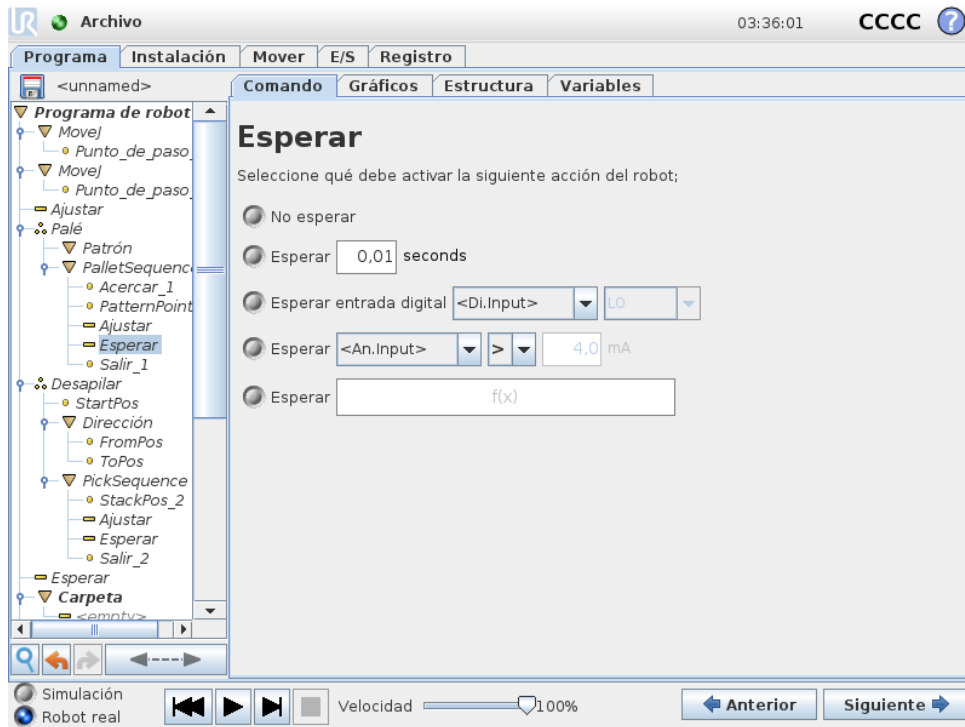 UR Archivo 03:36:01 CCCC ?
Programa Instalación Mover E/S Registro
<unnamed>
Comando Gráficos Estructura Variables
Programa de robot
MoveJ
Punto_de_paso_
MoveJ
Punto_de_paso_
Ajustar
Palé
Patrón
PalletSequenc
Acercar_1
PatternPoint
Ajustar
Esperar
Salir_1
Desapilar
StartPos
Dirección
FromPos
ToPos
PickSequence
StackPos_2
Ajustar
Esperar
Salir_2
Esperar
Carpeta
<empty>
Esperar
Seleccione qué debe activar la siguiente acción del robot;
No esperar
Esperar 0,01 seconds
Esperar entrada digital <Di.Input> LO
Esperar <An.Input> > 4,0 mA
Esperar f(x)
Simulación
Robot real
Velocidad 100%
Anterior Siguiente